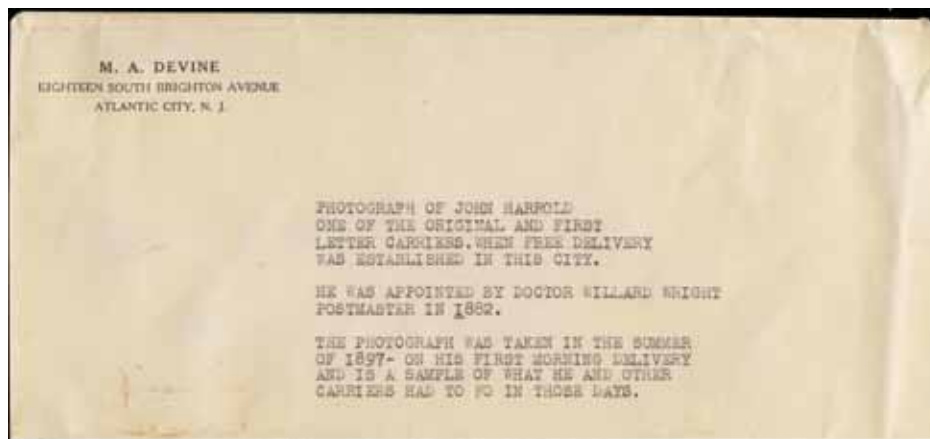 M. A. DEVINE
EIGHTEEN SOUTH BRIGHTON AVENUE
ATLANTIC CITY, N. J.
PHOTOGRAPH OF JOHN HARROLD
ONE OF THE ORIGINAL AND FIRST
LETTER CARRIERS.WHEN FREE DELIVERY
WAS ESTABLISHED IN THIS CITY.
HE WAS APPOINTED BY DOCTOR WILLARD WRIGHT
POSTMASTER IN 1882.
THE PHOTOGRAPH WAS TAKEN IN THE SUMMER
OF 1897- ON HIS FIRST MORNING DELIVERY
AND IS A SAMPLE OF WHAT HE AND OTHER
CARRIERS HAD TO FO IN THOSE DAYS.